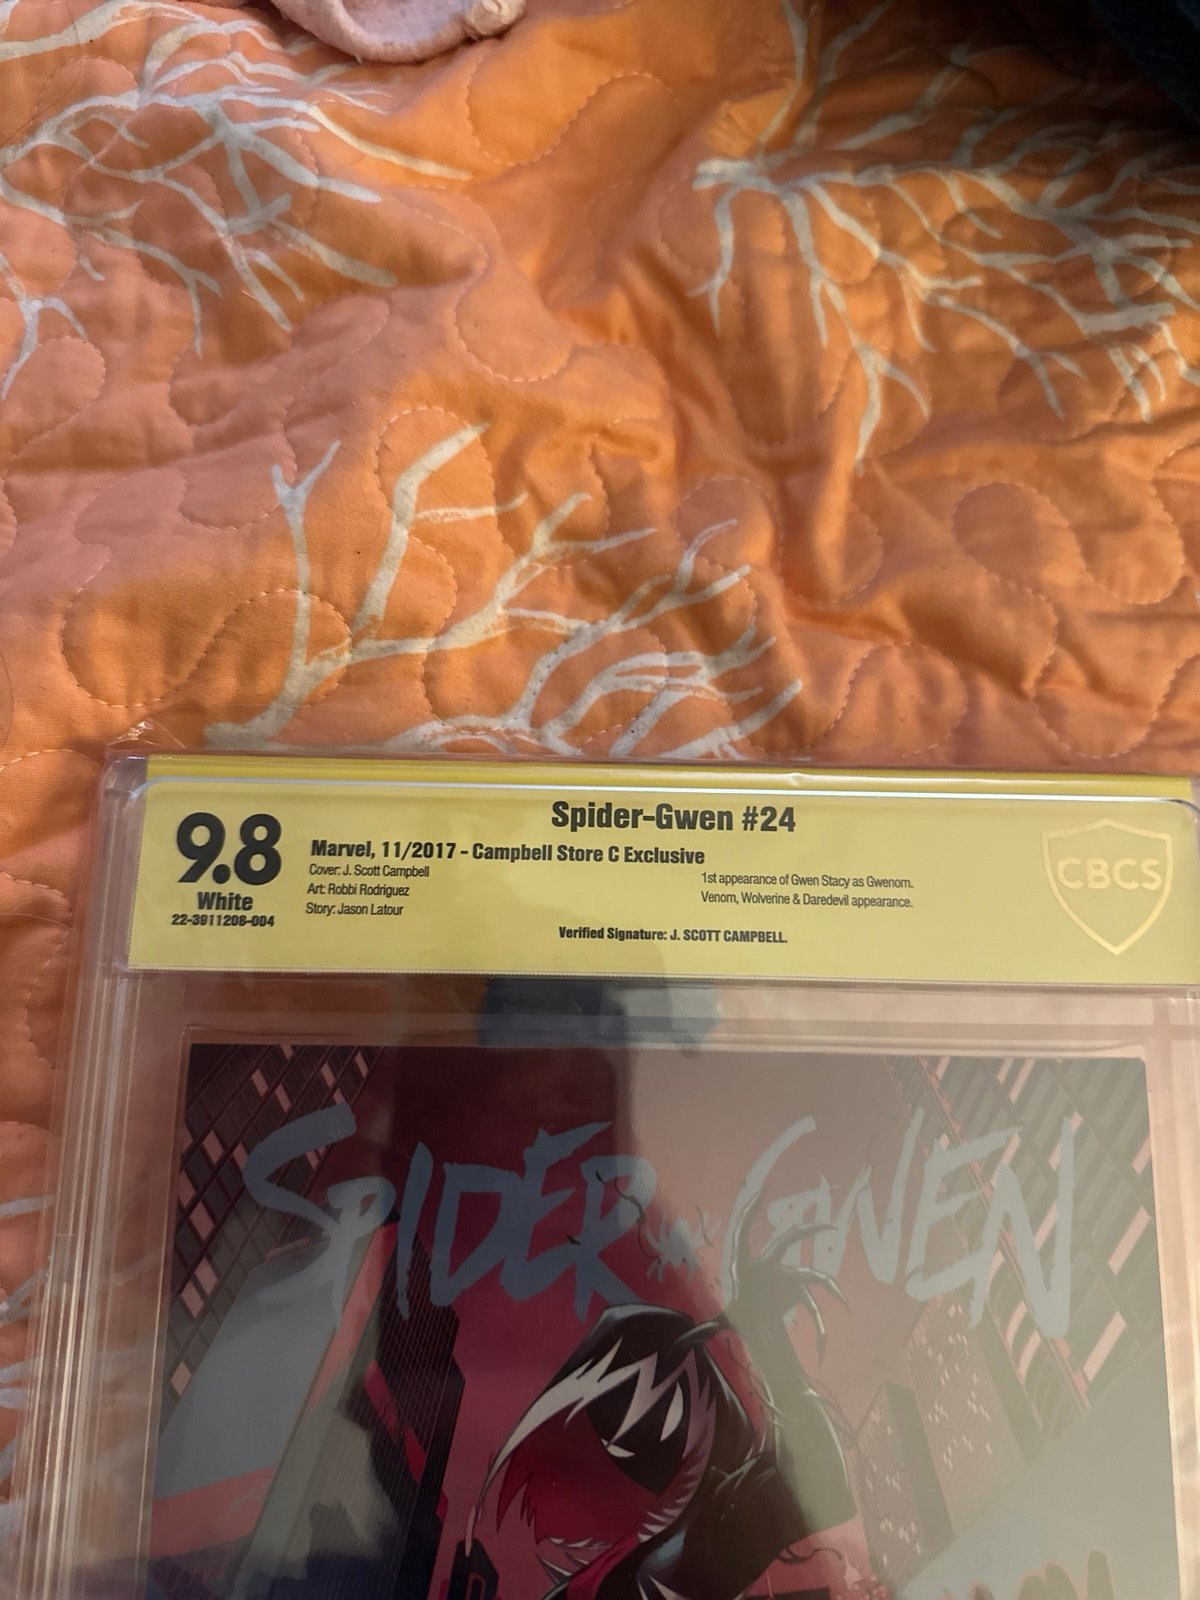 Spider-Gwen #24
9.8
White
22-3911208-004
Marvel, 11/2017 - Campbell Store C Exclusive
Cover: J. Scott Campbell
Art: Robbi Rodriguez
Story: Jason Latour
1st appearance of Gwen Stacy as Gwenom.
Venom, Wolverine & Daredevil appearance.
Verified Signature: J. SCOTT CAMPBELL.
CBCS
SPIDER GWEN